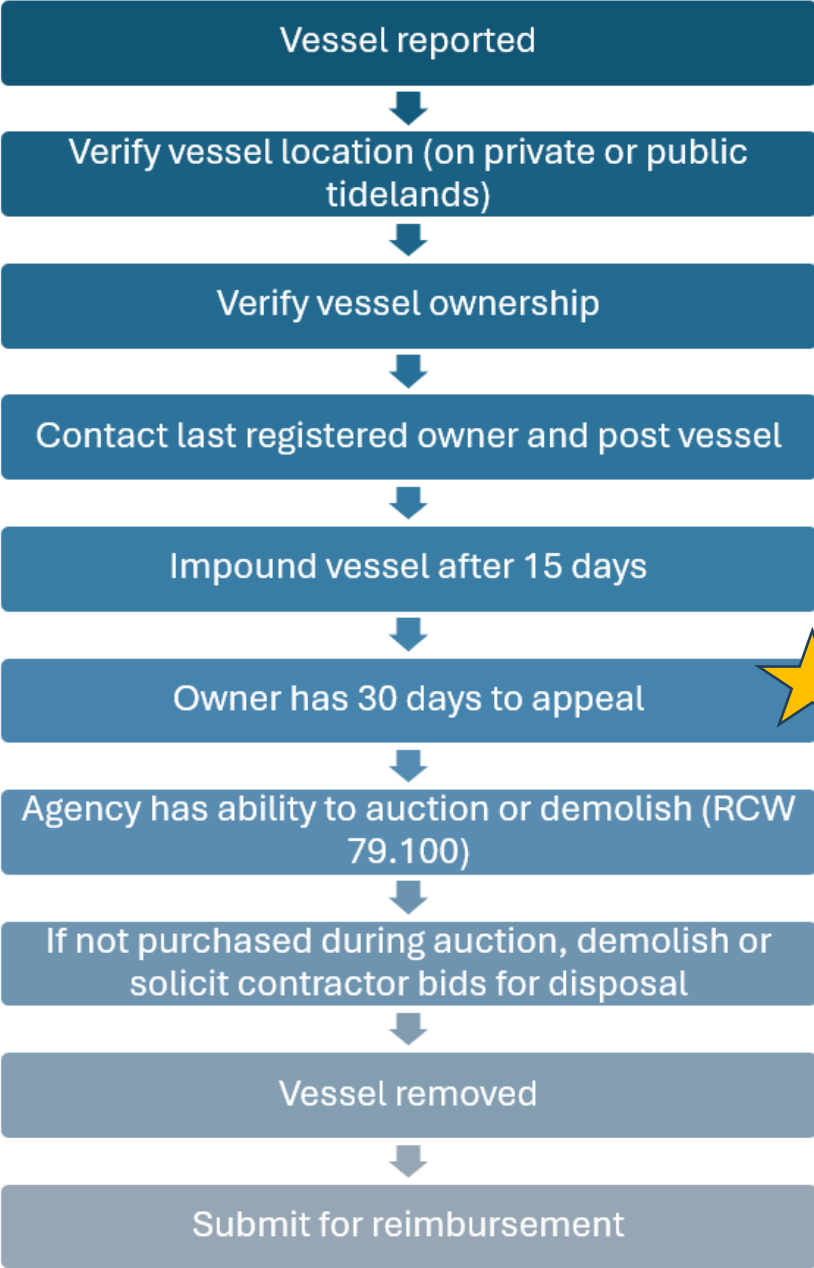 Vessel reported
Verify vessel location (on private or public
tidelands)
Verify vessel ownership
Contact last registered owner and post vessel
Impound vessel after 15 days
Owner has 30 days to appeal
Agency has ability to auction or demolish (RCW
79.100)
If not purchased during auction, demolish or
solicit contractor bids for disposal
Vessel removed
Submit for reimbursement